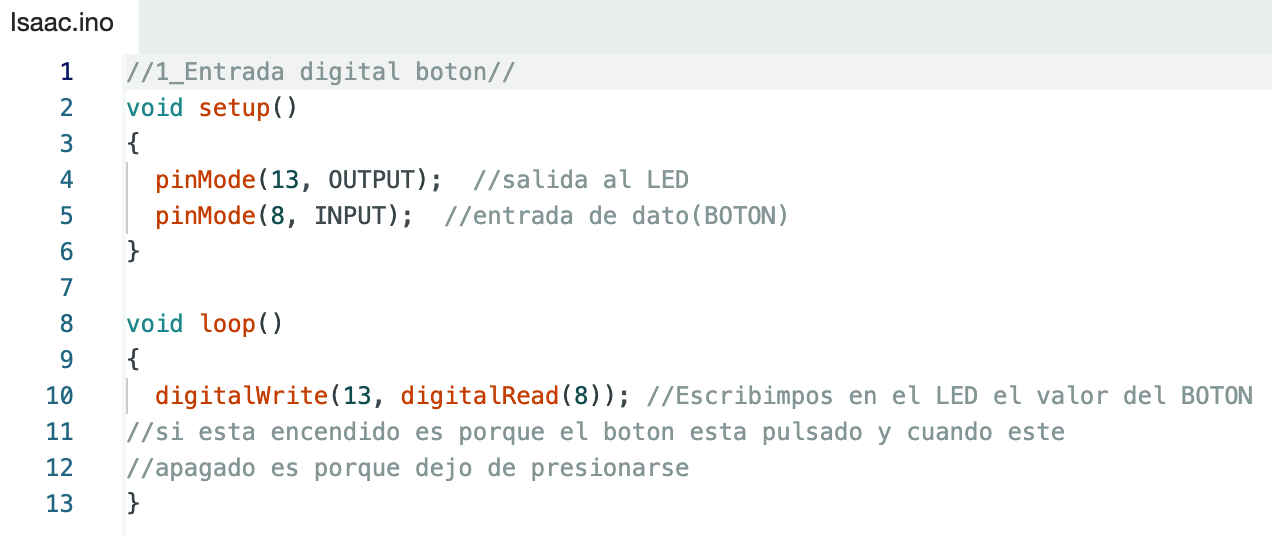 Isaac.ino
1 //1_Entrada digital boton//
2 void setup()
3 {
4   pinMode(13, OUTPUT);  //salida al LED
5   pinMode(8, INPUT);  //entrada de dato(BOTON)
6 }
7
8 void loop()
9 {
10   digitalWrite(13, digitalRead(8)); //Escribimpos en el LED el valor del BOTON
11 //si esta encendido es porque el boton esta pulsado y cuando este
12 //apagado es porque dejo de presionarse
13 }